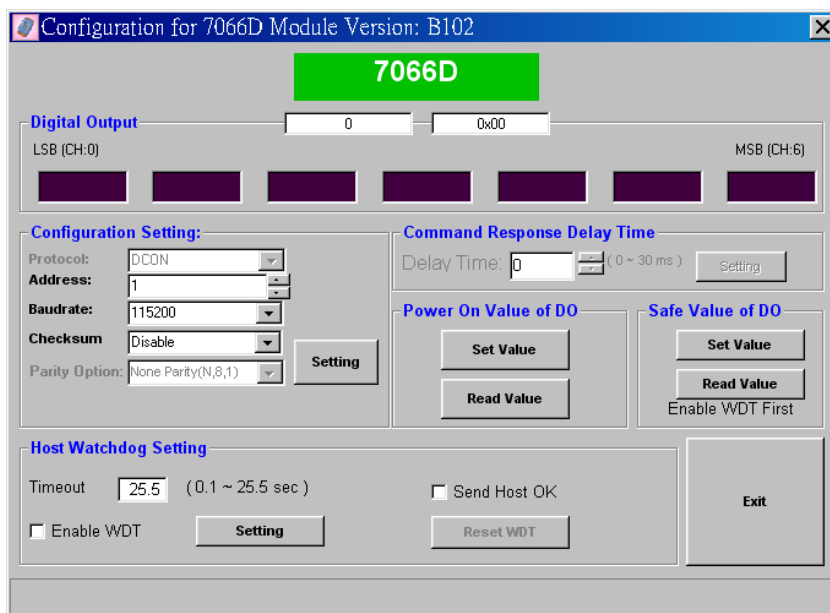 Configuration for 7066D Module Version: B102
7066D
Digital Output
0
0x00
LSB (CH:0)
MSB (CH:6)
Configuration Setting:
Protocol:
DCON
Address:
1
Baudrate:
115200
Checksum
Disable
Parity Option:
None Parity(N,8,1)
Setting
Command Response Delay Time
Delay Time:
0
( 0 ~ 30 ms )
Setting
Power On Value of DO
Set Value
Read Value
Safe Value of DO
Set Value
Read Value
Enable WDT First
Host Watchdog Setting
Timeout
25.5
( 0.1 ~ 25.5 sec )
Send Host OK
Enable WDT
Setting
Reset WDT
Exit